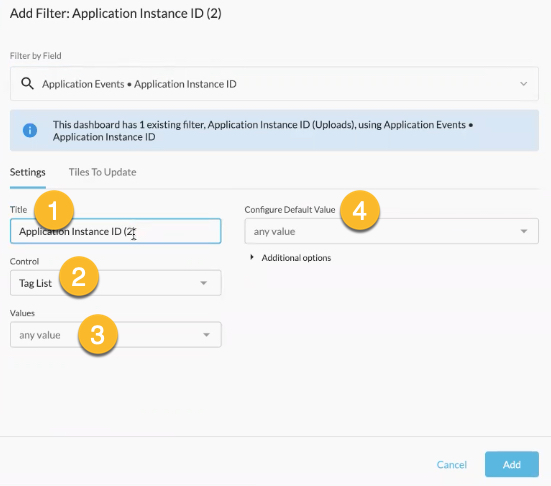 Add Filter: Application Instance ID (2)
Filter by Field
Application Events • Application Instance ID
This dashboard has 1 existing filter, Application Instance ID (Uploads), using Application Events •
Application Instance ID
Settings
Tiles To Update
Title
1
Application Instance ID (2)
Configure Default Value
4
any value
Additional options
Control
2
Tag List
Values
3
any value
Cancel
Add